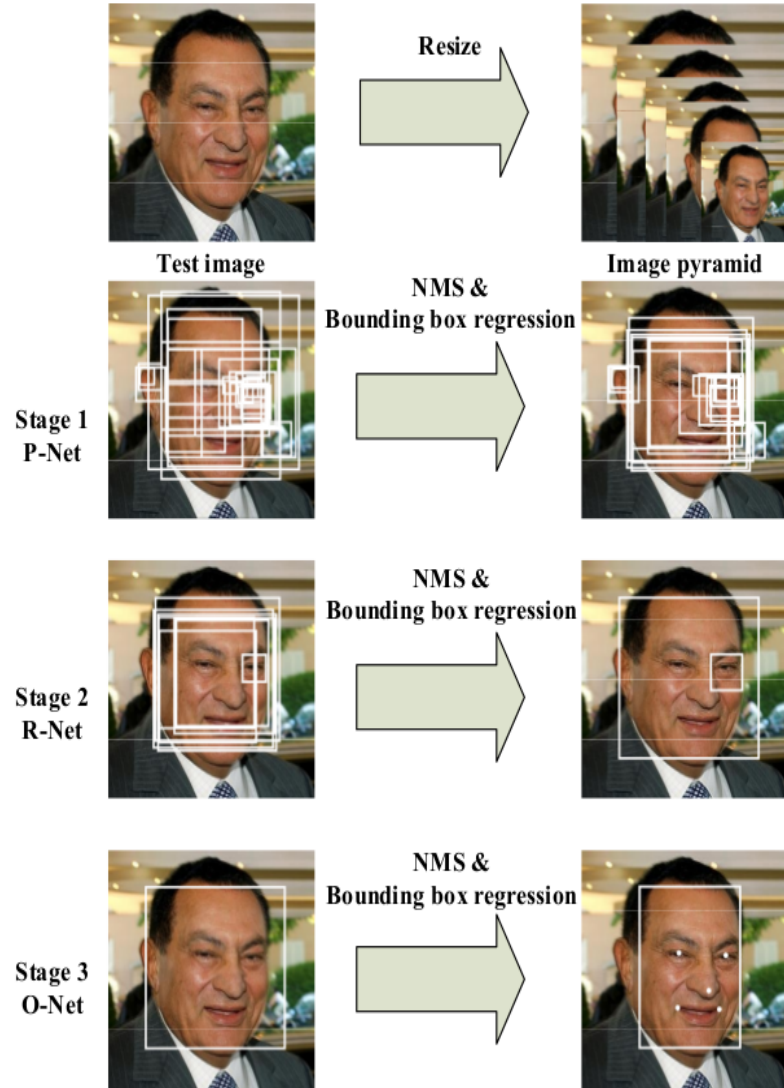 Resize
Test image
Image pyramid
NMS &
Bounding box regression
Stage 1
P-Net
NMS &
Bounding box regression
Stage 2
R-Net
NMS &
Bounding box regression
Stage 3
O-Net